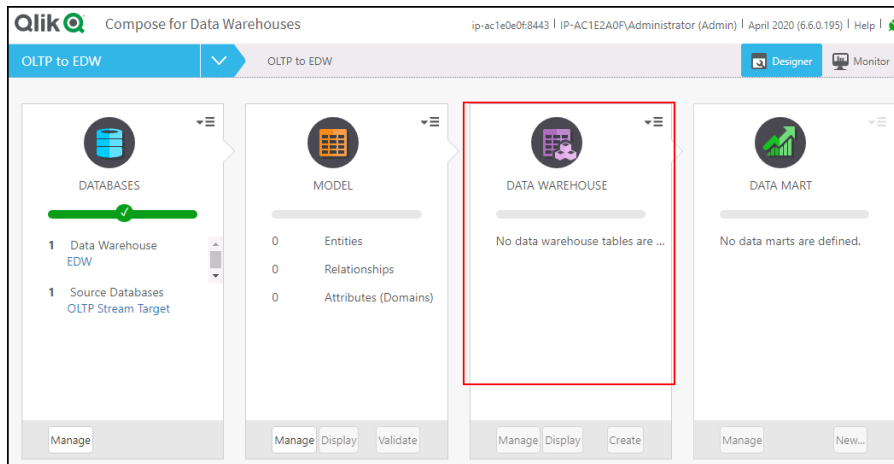 Qlik Compose for Data Warehouses
ip-ac1e0e0f:8443 | IP-AC1E2A0F\Administrator (Admin) | April 2020 (6.6.0.195) | Help |
OLTP to EDW
OLTP to EDW
Designer
Monitor
DATABASES
1 Data Warehouse
EDW
1 Source Databases
OLTP Stream Target
Manage
MODEL
0 Entities
0 Relationships
0 Attributes (Domains)
Manage Display Validate
DATA WAREHOUSE
No data warehouse tables are ...
Manage Display Create
DATA MART
No data marts are defined.
Manage New...